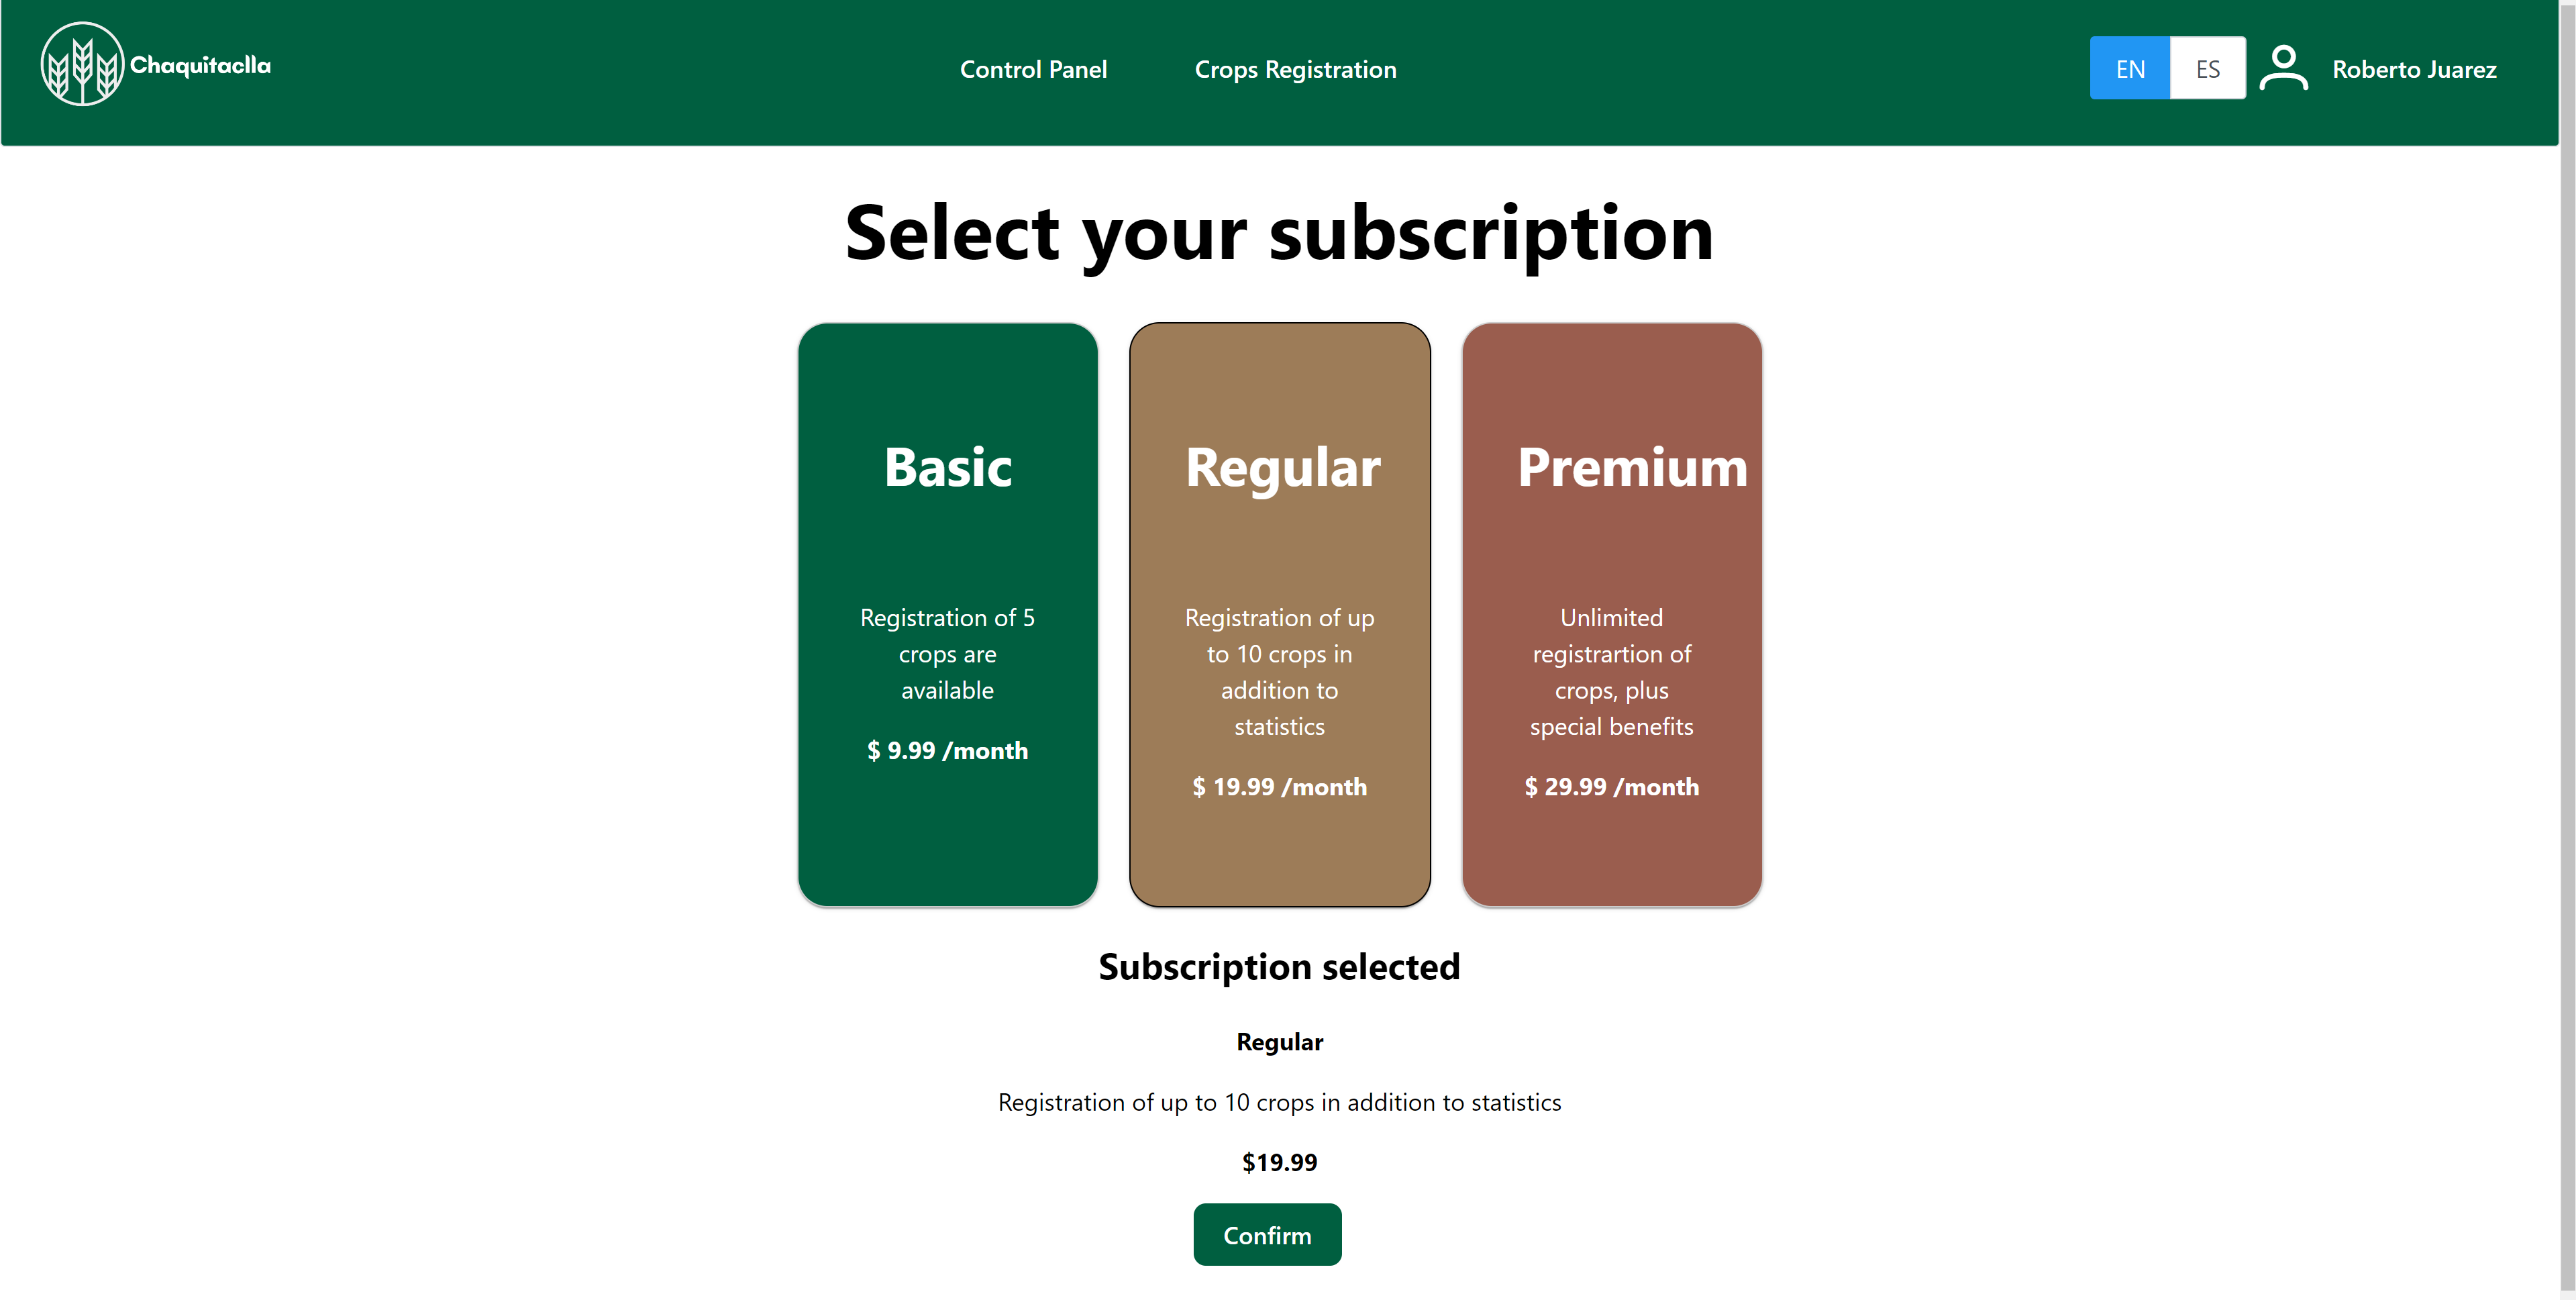 Chaquitaclla
Control Panel
Crops Registration
EN
ES
Roberto Juarez
Select your subscription
Basic
Registration of 5
crops are
available
$ 9.99 /month
Regular
Registration of up
to 10 crops in
addition to
statistics
$ 19.99 /month
Premium
Unlimited
registrartion of
crops, plus
special benefits
$ 29.99 /month
Subscription selected
Regular
Registration of up to 10 crops in addition to statistics
$19.99
Confirm